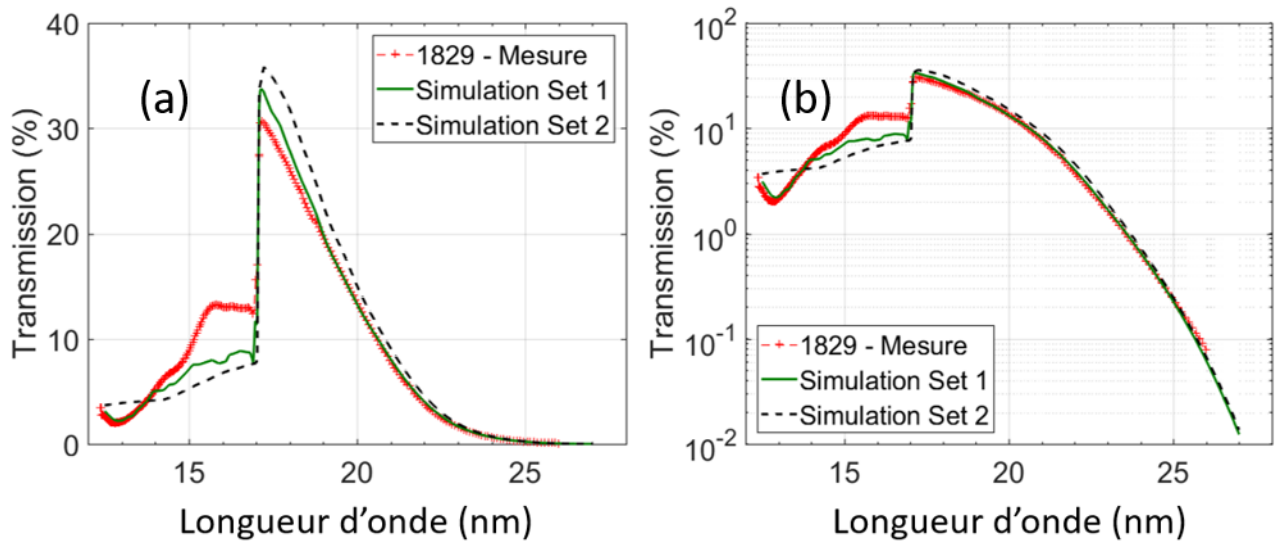 (a)
Transmission (%)
40
30
20
10
0
15
20
25
Longueur d'onde (nm)
1829 - Mesure
Simulation Set 1
Simulation Set 2
(b)
Transmission (%)
10²
10¹
10⁰
10⁻¹
10⁻²
15
20
25
Longueur d'onde (nm)
1829 - Mesure
Simulation Set 1
Simulation Set 2